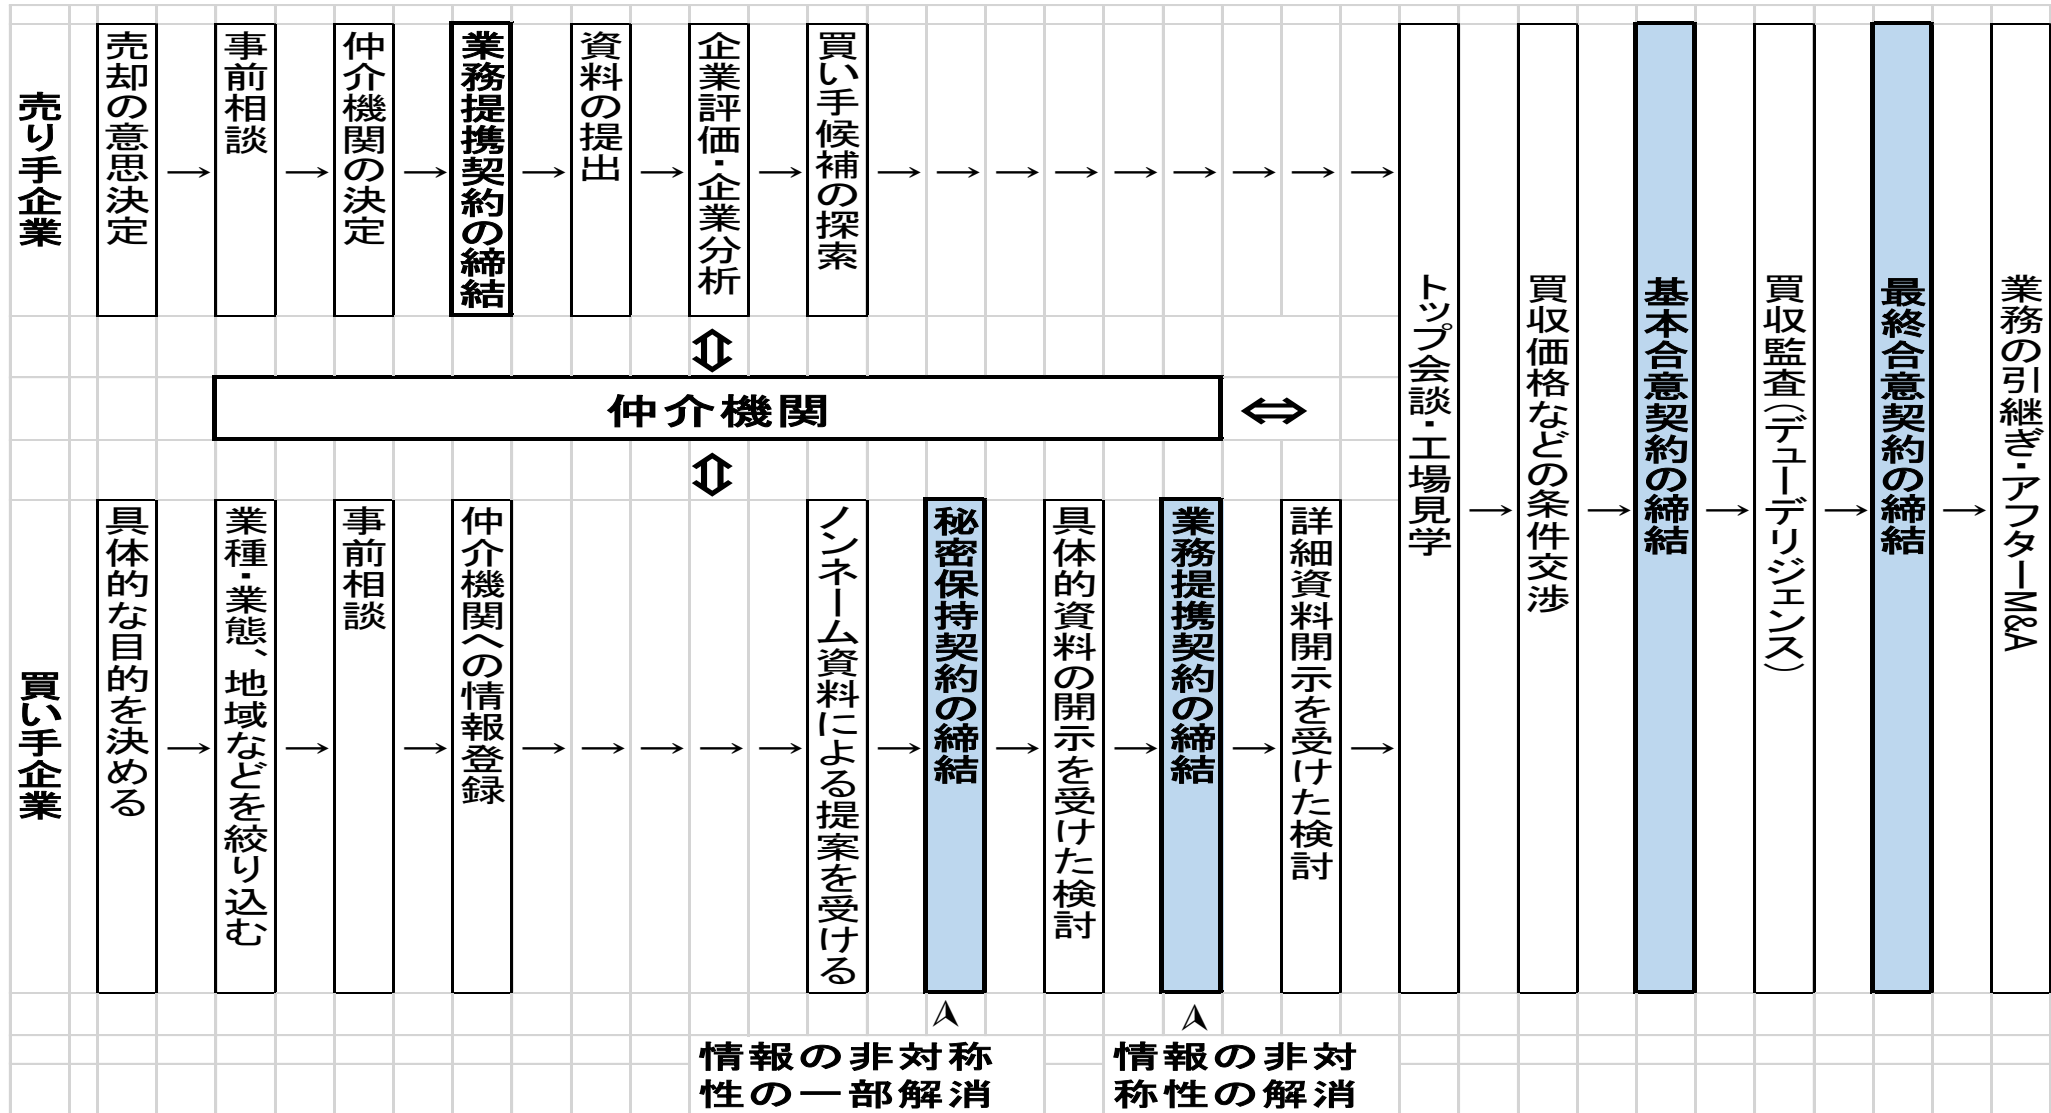 売り手企業
売却の意思決定
→
事前相談
→
仲介機関の決定
→
業務提携契約の締結
→
資料の提出
→
企業評価・企業分析
→
買い手候補の探索
→ → → → → → → → →
⇕
仲介機関
⇔
⇕
買い手企業
具体的な目的を決める
→
業種・業態、地域などを絞り込む
→
事前相談
→
仲介機関への情報登録
→ → → → →
ノンネーム資料による提案を受ける
→
秘密保持契約の締結
→
具体的資料の開示を受けた検討
→
業務提携契約の締結
→
詳細資料開示を受けた検討
→
トップ会談・工場見学
→
買収価格などの条件交渉
→
基本合意契約の締結
→
買収監査(デューデリジェンス)
→
最終合意契約の締結
→
業務の引継ぎ・アフターM&A
情報の非対称
性の一部解消
情報の非対
称性の解消